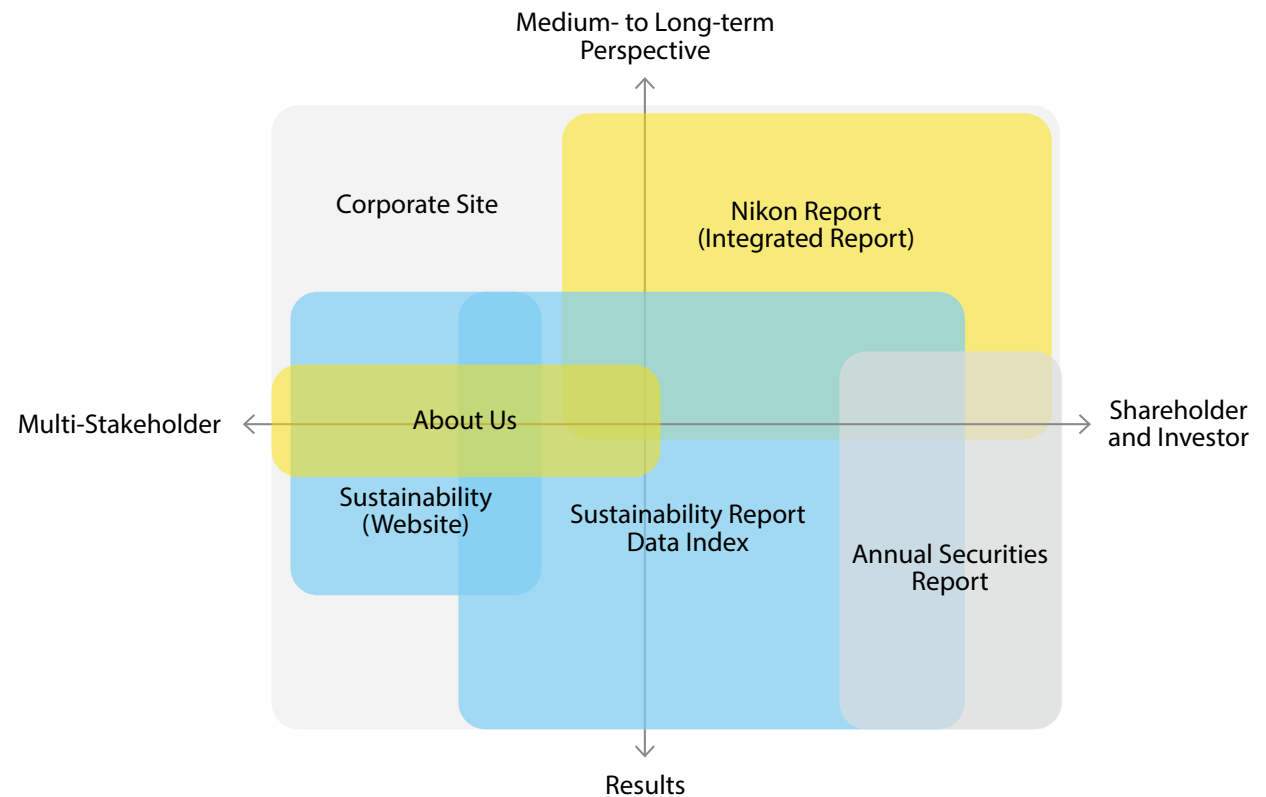 Medium- to Long-term
Perspective
Corporate Site
Nikon Report
(Integrated Report)
Multi-Stakeholder
About Us
Shareholder
and Investor
Sustainability
(Website)
Sustainability Report
Data Index
Annual Securities
Report
Results